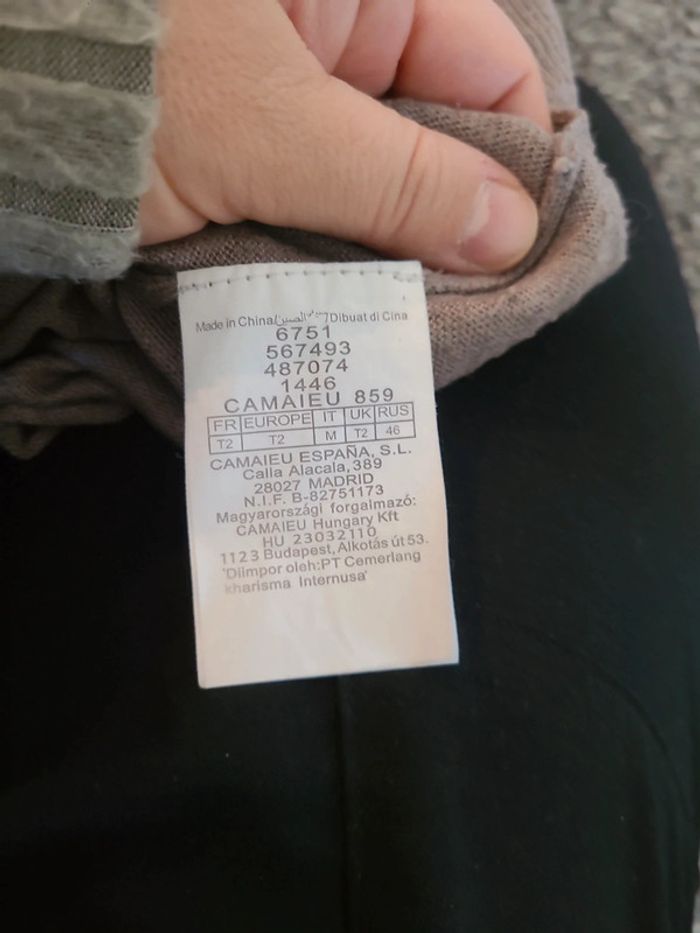 Made in China/ Dibuat di Cina
6751
567493
487074
1446
CAMAIEU 859
FR EUROPE IT UK RUS
T2 T2 M T2 46
CAMAIEU ESPAÑA, S.L.
Calla Alacala, 389
28027 MADRID
N.I.F. B-82751173
Magyarországi forgalmazó:
CAMAIEU Hungary Kft
HU 23032110
1123 Budapest, Alkotás út 53.
'Diimpor oleh:PT Cemerlang
kharisma Internusa'